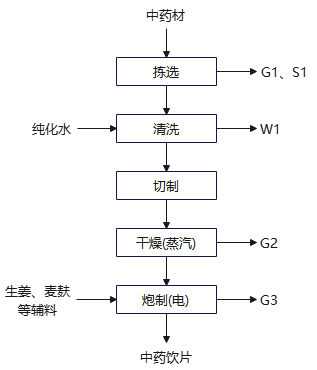 中药材
拣选
G1、S1
纯化水
清洗
W1
切制
干燥(蒸汽)
G2
生姜、麦麸
等辅料
炮制(电)
G3
中药饮片